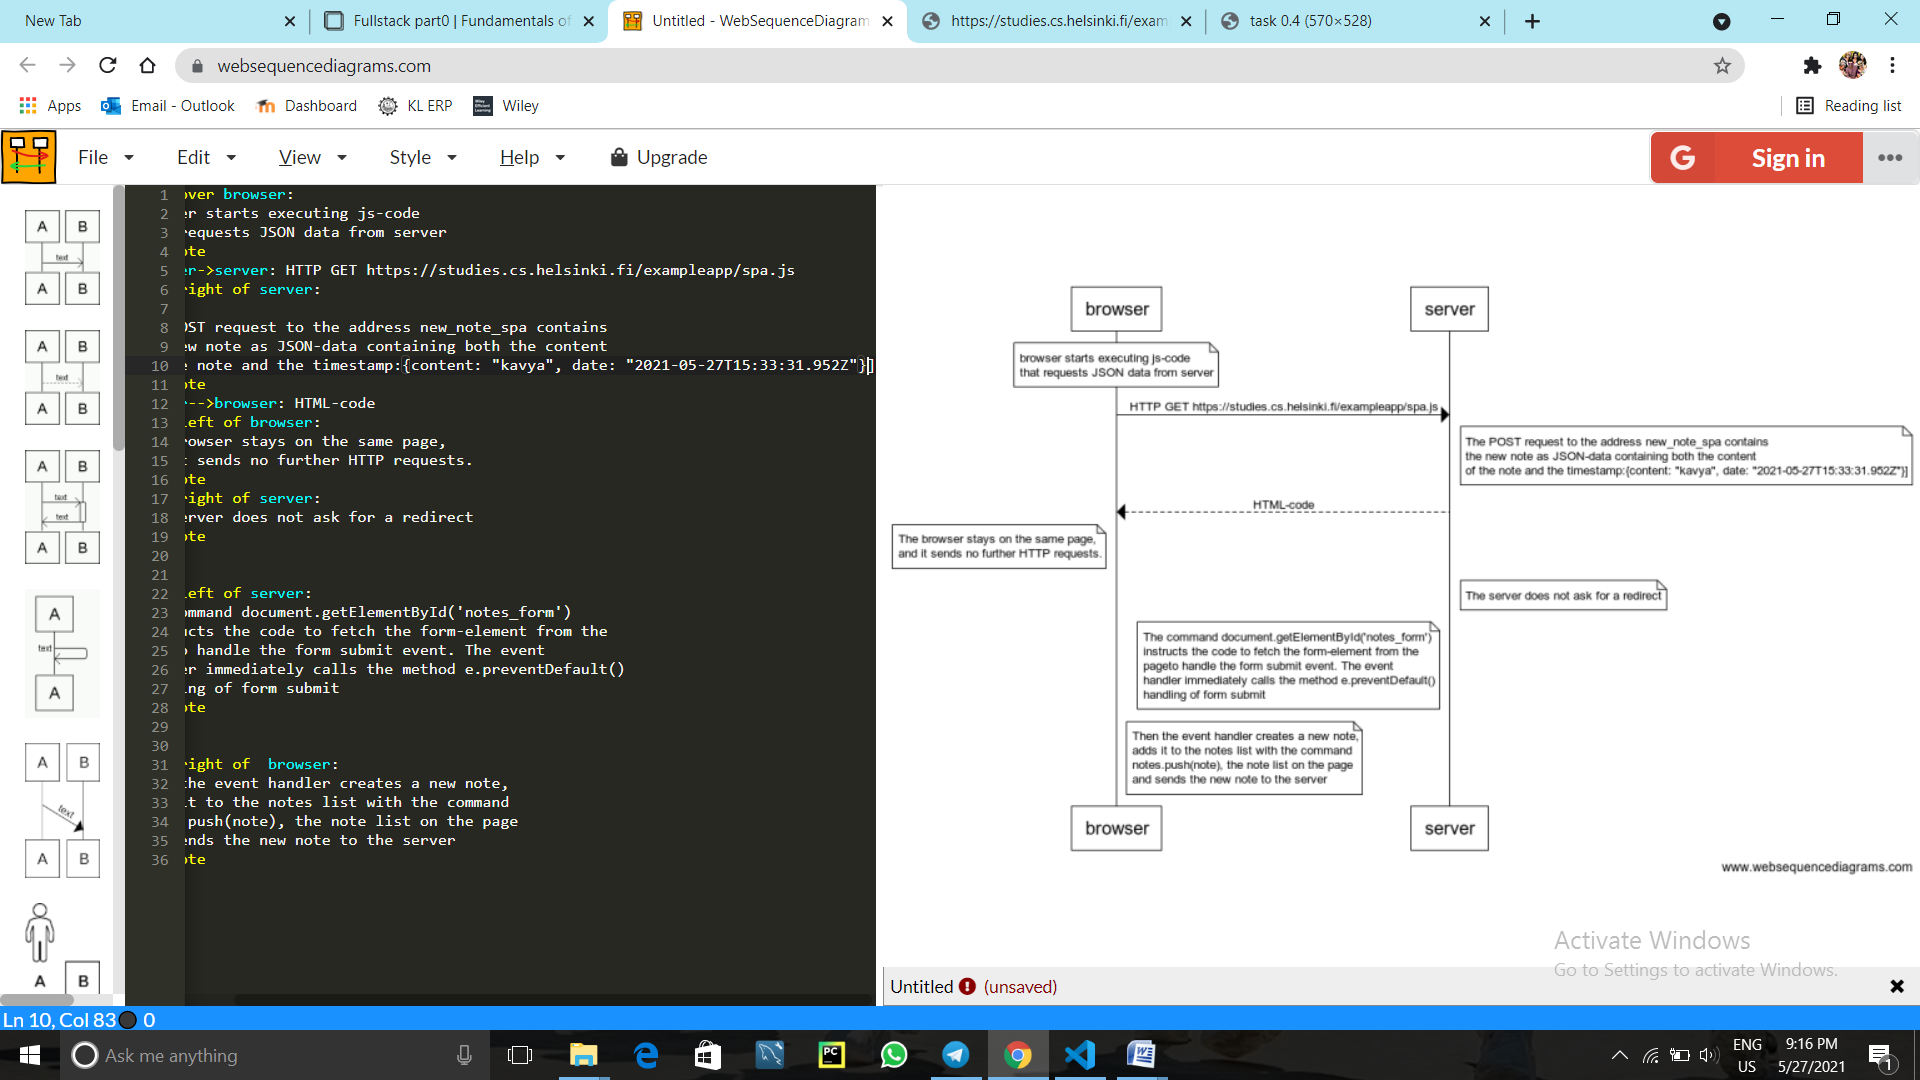 New Tab
Fullstack part0 | Fundamentals of
Untitled - WebSequenceDiagram
https://studies.cs.helsinki.fi/exam
task 0.4 (570×528)
websequencediagrams.com
Apps
Email - Outlook
Dashboard
KL ERP
Wiley
Reading list
File
Edit
View
Style
Help
Upgrade
G Sign in
A B
text
A B
A B
text
A B
A B
text
text
A B
A
text
A
A B
text
A B
A B
1 over browser:
2 er starts executing js-code
3 requests JSON data from server
4 ote
5 er->server: HTTP GET https://studies.cs.helsinki.fi/exampleapp/spa.js
6 right of server:
7
8 OST request to the address new_note_spa contains
9 ew note as JSON-data containing both the content
10 e note and the timestamp:{content: "kavya", date: "2021-05-27T15:33:31.952Z"}]
11 ote
12 r-->browser: HTML-code
13 left of browser:
14 rowser stays on the same page,
15 t sends no further HTTP requests.
16 ote
17 right of server:
18 erver does not ask for a redirect
19 ote
20
21
22 left of server:
23 ommand document.getElementById('notes_form')
24 ucts the code to fetch the form-element from the
25 o handle the form submit event. The event
26 er immediately calls the method e.preventDefault()
27 ing of form submit
28 ote
29
30
31 right of  browser:
32 the event handler creates a new note,
33 it to the notes list with the command
34 .push(note), the note list on the page
35 ends the new note to the server
36 ote
browser
server
browser starts executing js-code
that requests JSON data from server
HTTP GET https://studies.cs.helsinki.fi/exampleapp/spa.js
The POST request to the address new_note_spa contains
the new note as JSON-data containing both the content
of the note and the timestamp:{content: "kavya", date: "2021-05-27T15:33:31.952Z"}]
HTML-code
The browser stays on the same page,
and it sends no further HTTP requests.
The server does not ask for a redirect
The command document.getElementById('notes_form')
instructs the code to fetch the form-element from the
pageto handle the form submit event. The event
handler immediately calls the method e.preventDefault()
handling of form submit
Then the event handler creates a new note,
adds it to the notes list with the command
notes.push(note), the note list on the page
and sends the new note to the server
browser
server
www.websequencediagrams.com
Activate Windows
Go to Settings to activate Windows.
Untitled (unsaved)
Ln 10, Col 83 0
Ask me anything
PC
ENG
US
9:16 PM
5/27/2021
1